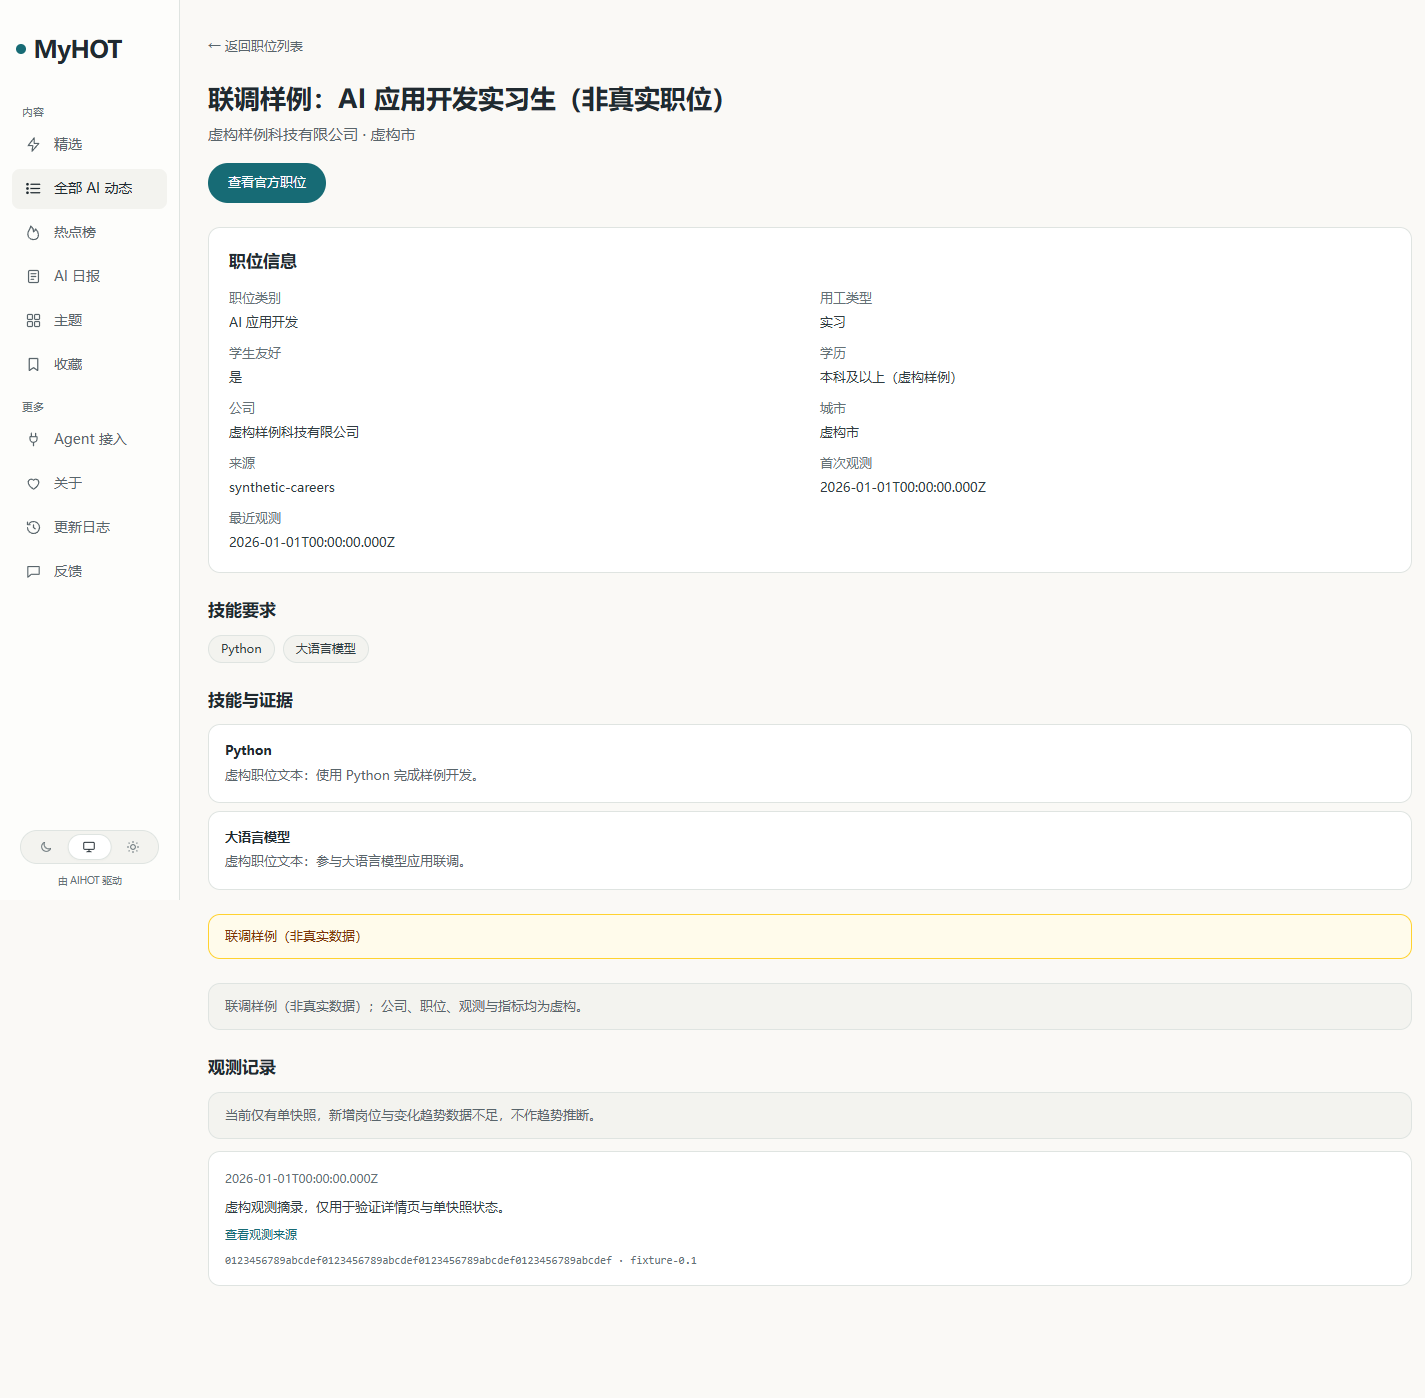 MyHOT
内容
精选
全部 AI 动态
热点榜
AI 日报
主题
收藏
更多
Agent 接入
关于
更新日志
反馈
由 AIHOT 驱动
← 返回职位列表
联调样例：AI 应用开发实习生（非真实职位）
虚构样例科技有限公司 · 虚构市
查看官方职位
职位信息
职位类别
AI 应用开发
用工类型
实习
学生友好
是
学历
本科及以上（虚构样例）
公司
虚构样例科技有限公司
城市
虚构市
来源
synthetic-careers
首次观测
2026-01-01T00:00:00.000Z
最近观测
2026-01-01T00:00:00.000Z
技能要求
Python
大语言模型
技能与证据
Python
虚构职位文本：使用 Python 完成样例开发。
大语言模型
虚构职位文本：参与大语言模型应用联调。
联调样例（非真实数据）
联调样例（非真实数据）；公司、职位、观测与指标均为虚构。
观测记录
当前仅有单快照，新增岗位与变化趋势数据不足，不作趋势推断。
2026-01-01T00:00:00.000Z
虚构观测摘录，仅用于验证详情页与单快照状态。
查看观测来源
0123456789abcdef0123456789abcdef0123456789abcdef0123456789abcdef · fixture-0.1